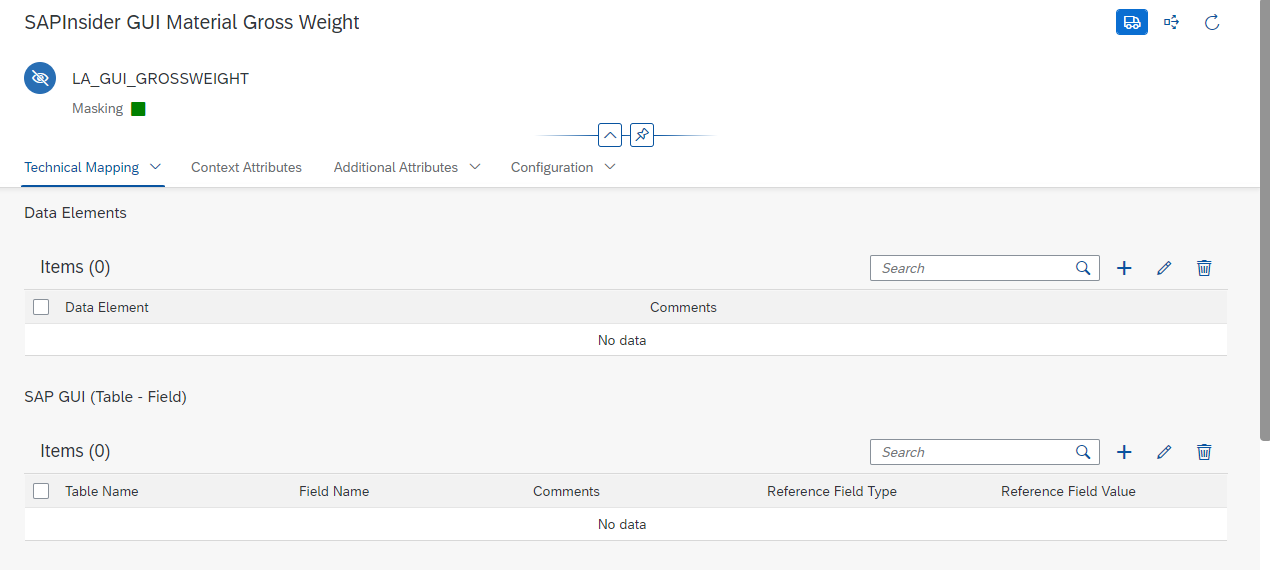 SAPInsider GUI Material Gross Weight
LA_GUI_GROSSWEIGHT
Masking
Technical Mapping Context Attributes Additional Attributes Configuration
Data Elements
Items (0) Search
Data Element Comments
No data
SAP GUI (Table - Field)
Items (0) Search
Table Name Field Name Comments Reference Field Type Reference Field Value
No data